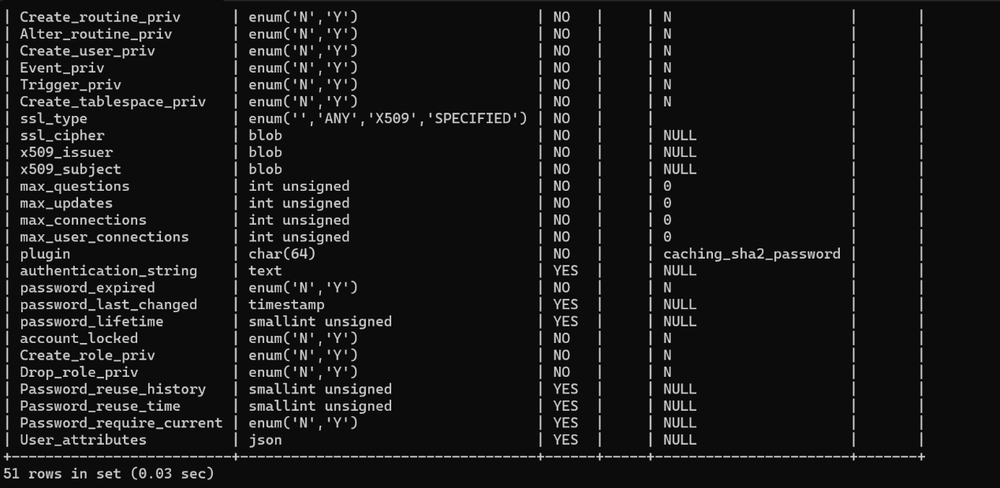 | Create_routine_priv      | enum('N','Y')                     | NO   |     | N                     |       |
| Alter_routine_priv       | enum('N','Y')                     | NO   |     | N                     |       |
| Create_user_priv         | enum('N','Y')                     | NO   |     | N                     |       |
| Event_priv               | enum('N','Y')                     | NO   |     | N                     |       |
| Trigger_priv             | enum('N','Y')                     | NO   |     | N                     |       |
| Create_tablespace_priv   | enum('N','Y')                     | NO   |     | N                     |       |
| ssl_type                 | enum('','ANY','X509','SPECIFIED') | NO   |     |                       |       |
| ssl_cipher               | blob                              | NO   |     | NULL                  |       |
| x509_issuer              | blob                              | NO   |     | NULL                  |       |
| x509_subject             | blob                              | NO   |     | NULL                  |       |
| max_questions            | int unsigned                      | NO   |     | 0                     |       |
| max_updates              | int unsigned                      | NO   |     | 0                     |       |
| max_connections          | int unsigned                      | NO   |     | 0                     |       |
| max_user_connections     | int unsigned                      | NO   |     | 0                     |       |
| plugin                   | char(64)                          | NO   |     | caching_sha2_password |       |
| authentication_string    | text                              | YES  |     | NULL                  |       |
| password_expired         | enum('N','Y')                     | NO   |     | N                     |       |
| password_last_changed    | timestamp                         | YES  |     | NULL                  |       |
| password_lifetime        | smallint unsigned                 | YES  |     | NULL                  |       |
| account_locked           | enum('N','Y')                     | NO   |     | N                     |       |
| Create_role_priv         | enum('N','Y')                     | NO   |     | N                     |       |
| Drop_role_priv           | enum('N','Y')                     | NO   |     | N                     |       |
| Password_reuse_history   | smallint unsigned                 | YES  |     | NULL                  |       |
| Password_reuse_time      | smallint unsigned                 | YES  |     | NULL                  |       |
| Password_require_current | enum('N','Y')                     | YES  |     | NULL                  |       |
| User_attributes          | json                              | YES  |     | NULL                  |       |
+--------------------------+-----------------------------------+------+-----+-----------------------+-------+
51 rows in set (0.03 sec)